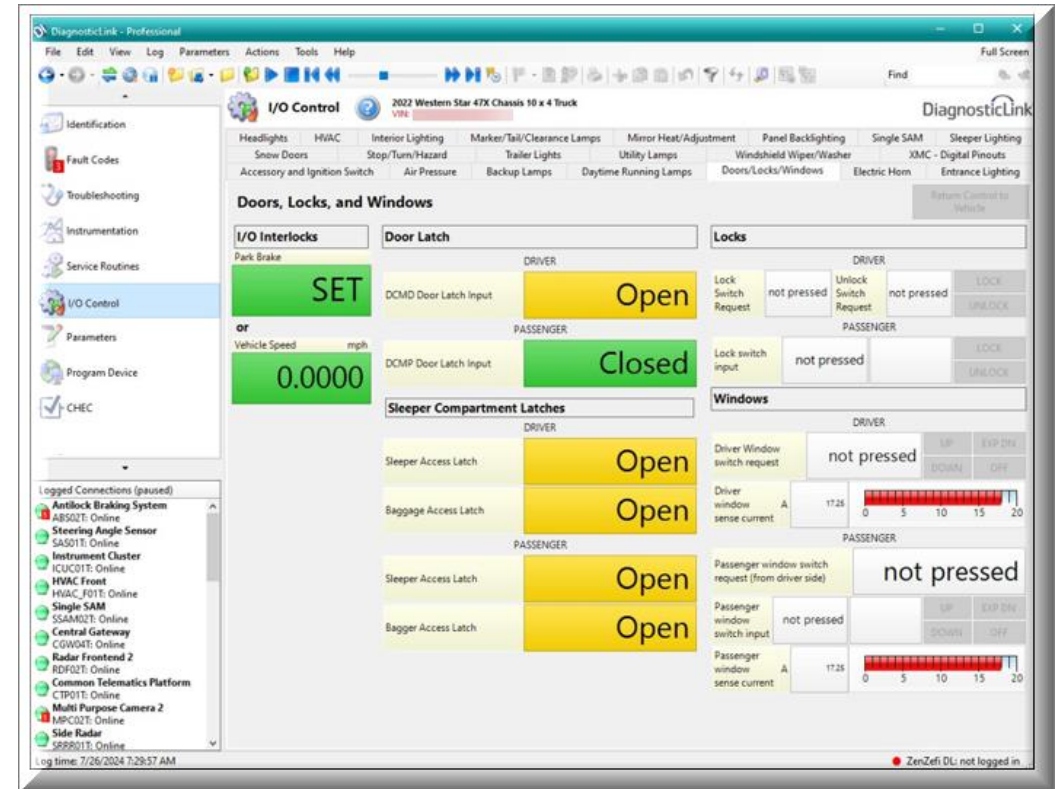 DiagnosticLink - Professional
File Edit View Log Parameters Actions Tools Help Full Screen
Find
I/O Control
2022 Western Star 47X Chassis 10 x 4 Truck
VIN:
DiagnosticLink
Identification
Fault Codes
Troubleshooting
Instrumentation
Service Routines
I/O Control
Parameters
Program Device
CHEC
Headlights HVAC Interior Lighting Marker/Tail/Clearance Lamps Mirror Heat/Adjustment Panel Backlighting Single SAM Sleeper Lighting
Snow Doors Stop/Turn/Hazard Trailer Lights Utility Lamps Windshield Wiper/Washer XMC - Digital Pinouts
Accessory and Ignition Switch Air Pressure Backup Lamps Daytime Running Lamps Doors/Locks/Windows Electric Horn Entrance Lighting
Doors, Locks, and Windows
Return Control to
Vehicle
I/O Interlocks
Park Brake
SET
or
Vehicle Speed mph
0.0000
Door Latch
DRIVER
DCMD Door Latch Input Open
PASSENGER
DCMP Door Latch Input Closed
Sleeper Compartment Latches
DRIVER
Sleeper Access Latch Open
Baggage Access Latch Open
PASSENGER
Sleeper Access Latch Open
Bagger Access Latch Open
Locks
DRIVER
Lock
Switch
Request
not pressed
Unlock
Switch
Request
not pressed
LOCK
UNLOCK
PASSENGER
Lock switch
input
not pressed
LOCK
UNLOCK
Windows
DRIVER
Driver Window
switch request
not pressed
UP EXP DN
DOWN OFF
Driver
window
sense current
A 17.25
0 5 10 15 20
PASSENGER
Passenger window switch
request (from driver side)
not pressed
Passenger
window
switch input
not pressed
UP EXP DN
DOWN OFF
Passenger
window
sense current
A 17.25
0 5 10 15 20
Logged Connections (paused)
Antilock Braking System
ABS02T: Online
Steering Angle Sensor
SAS01T: Online
Instrument Cluster
ICUC01T: Online
HVAC Front
HVAC_F01T: Online
Single SAM
SSAM02T: Online
Central Gateway
CGW04T: Online
Radar Frontend 2
RDF02T: Online
Common Telematics Platform
CTP01T: Online
Multi Purpose Camera 2
MPC02T: Online
Side Radar
SRRR01T: Online
Log time: 7/26/2024 7:29:57 AM
ZenZefi DL: not logged in